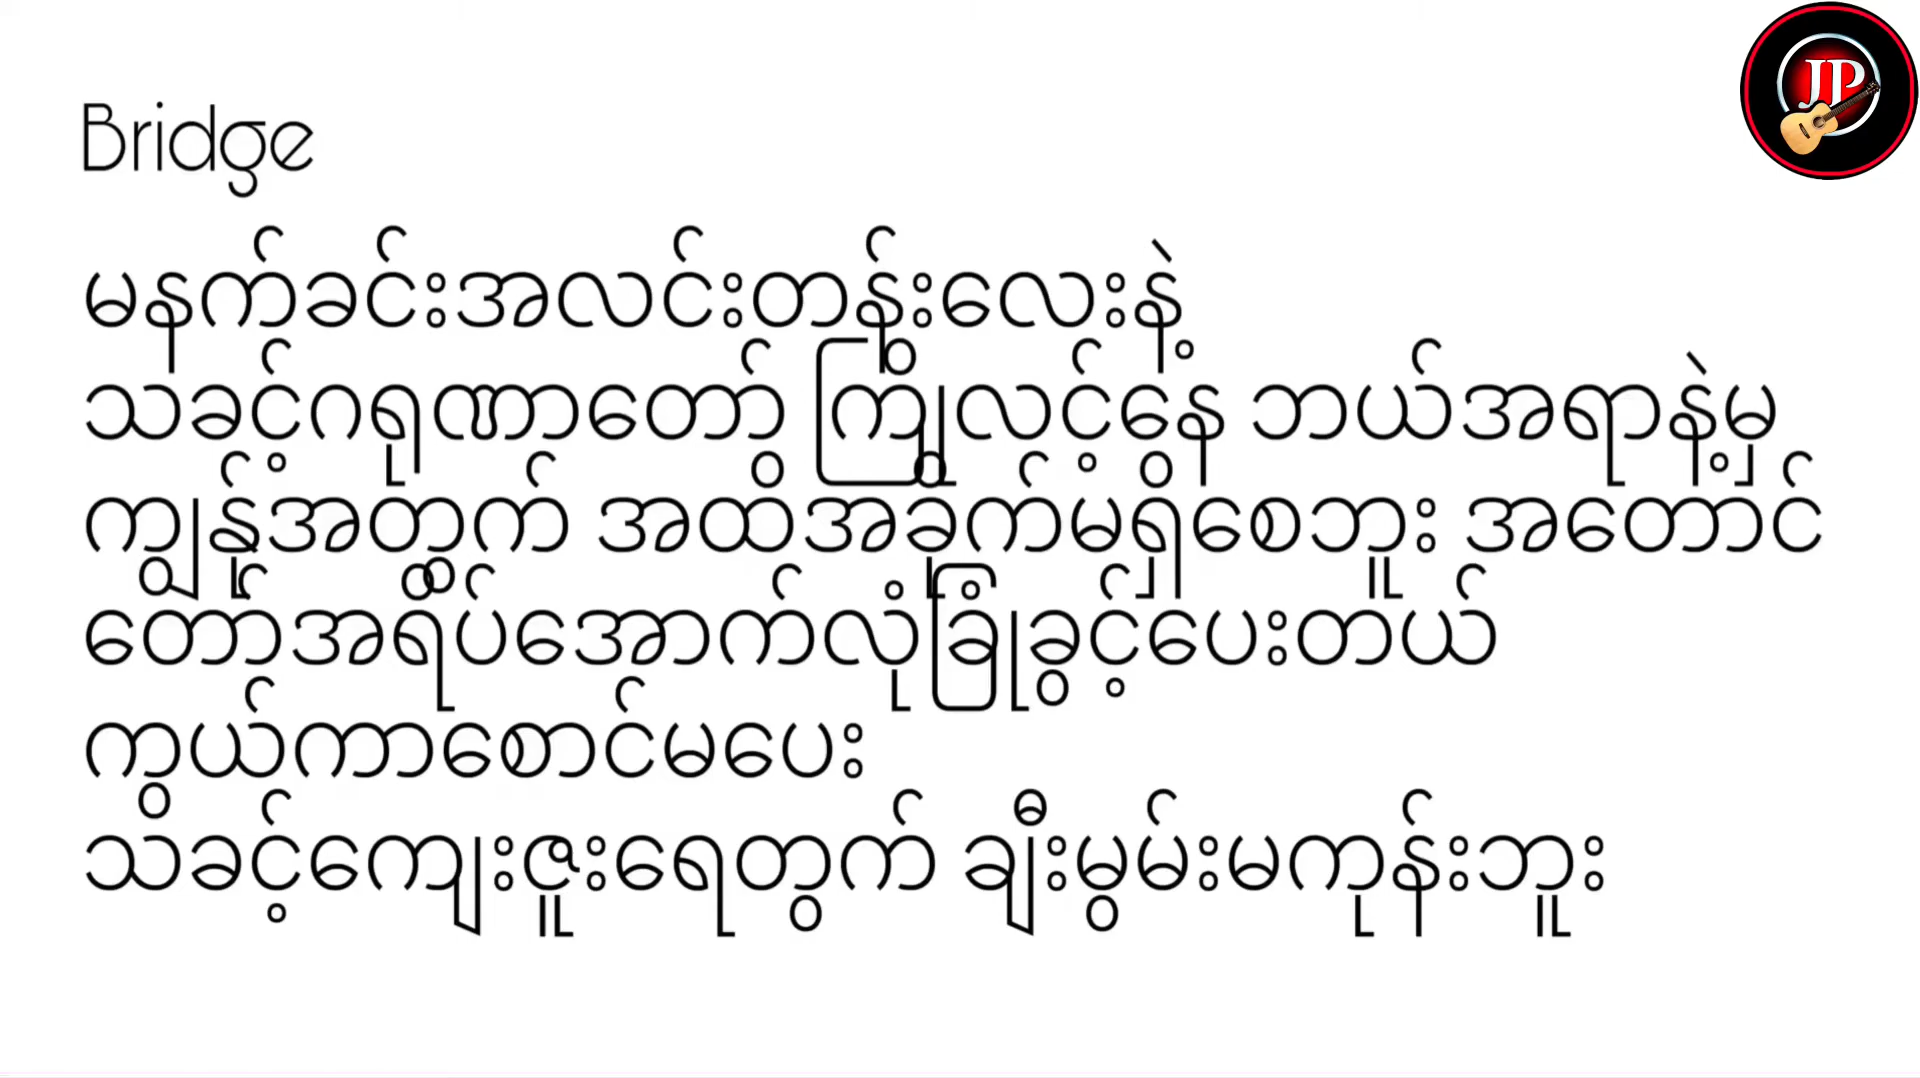 JP
Bridge
မနက်ခင်းအလင်းတန်းလေးနဲ့
သခင့်ဂရုဏာတော် ကြိုလင့်နေ ဘယ်အရာနဲ့မှ
ကျွန်ုအတွက် အထိအခိုက်မရှိစေဘူး အတောင်
တော်အရိပ်အောက်လုံခြုံခွင့်ပေးတယ်
ကွယ်ကာစောင်မပေး
သခင့်ကျေးဇူးရေတွက် ချီးမွမ်းမကုန်းဘူး